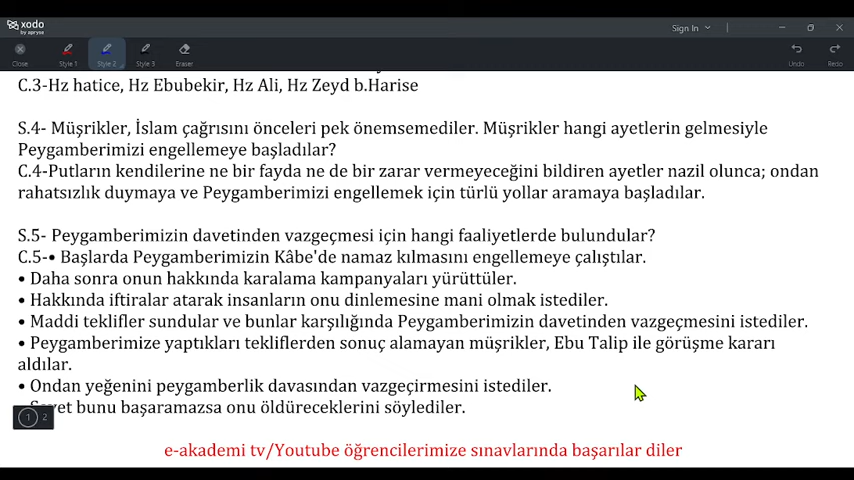 xodo
by apryse
Sign In
Close
Style 1
Style 2
Style 3
Eraser
Undo
Redo
C.3-Hz hatice, Hz Ebubekir, Hz Ali, Hz Zeyd b.Harise
S.4- Müşrikler, İslam çağrısını önceleri pek önemsemediler. Müşrikler hangi ayetlerin gelmesiyle
Peygamberimizi engellemeye başladılar?
C.4-Putların kendilerine ne bir fayda ne de bir zarar vermeyeceğini bildiren ayetler nazil olunca; ondan
rahatsızlık duymaya ve Peygamberimizi engellemek için türlü yollar aramaya başladılar.
S.5- Peygamberimizin davetinden vazgeçmesi için hangi faaliyetlerde bulundular?
C.5-• Başlarda Peygamberimizin Kâbe'de namaz kılmasını engellemeye çalıştılar.
• Daha sonra onun hakkında karalama kampanyaları yürüttüler.
• Hakkında iftiralar atarak insanların onu dinlemesine mani olmak istediler.
• Maddi teklifler sundular ve bunlar karşılığında Peygamberimizin davetinden vazgeçmesini istediler.
• Peygamberimize yaptıkları tekliflerden sonuç alamayan müşrikler, Ebu Talip ile görüşme kararı
aldılar.
• Ondan yeğenini peygamberlik davasından vazgeçirmesini istediler.
bunu başaramazsa onu öldüreceklerini söylediler.
1 2
e-akademi tv/Youtube öğrencilerimize sınavlarında başarılar diler